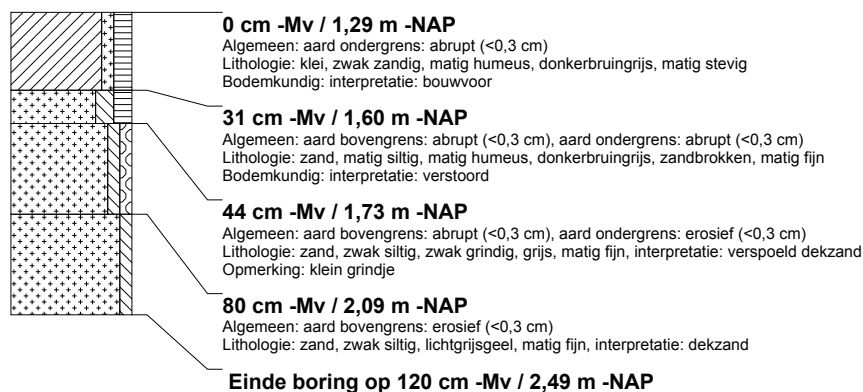 0 cm -Mv / 1,29 m -NAP
Algemeen: aard ondergrens: abrupt (<0,3 cm)
Lithologie: klei, zwak zandig, matig humeus, donkerbruingrijs, matig stevig
Bodemkundig: interpretatie: bouwvoor
31 cm -Mv / 1,60 m -NAP
Algemeen: aard bovengrens: abrupt (<0,3 cm), aard ondergrens: abrupt (<0,3 cm)
Lithologie: zand, matig siltig, matig humeus, donkerbruingrijs, zandbrokken, matig fijn
Bodemkundig: interpretatie: verstoord
44 cm -Mv / 1,73 m -NAP
Algemeen: aard bovengrens: abrupt (<0,3 cm), aard ondergrens: erosief (<0,3 cm)
Lithologie: zand, zwak siltig, zwak grindig, grijs, matig fijn, interpretatie: verspoeld dekzand
Opmerking: klein grindje
80 cm -Mv / 2,09 m -NAP
Algemeen: aard bovengrens: erosief (<0,3 cm)
Lithologie: zand, zwak siltig, lichtgrijsgeel, matig fijn, interpretatie: dekzand
Einde boring op 120 cm -Mv / 2,49 m -NAP